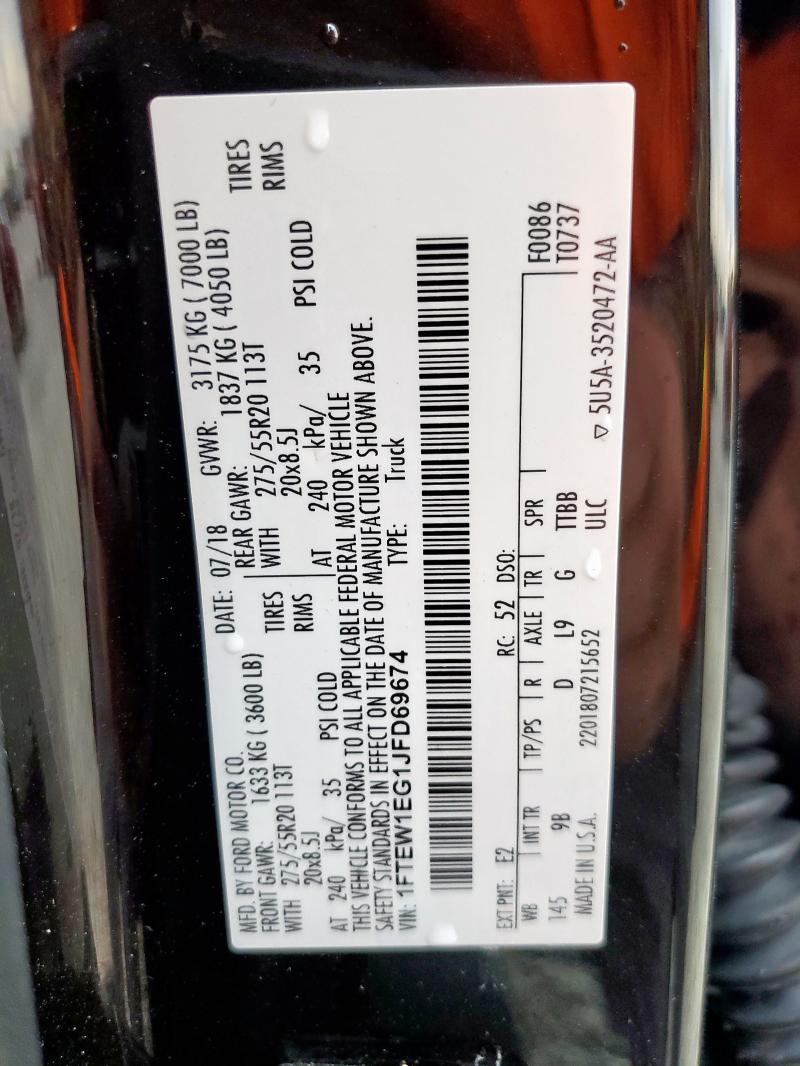 MFD. BY FORD MOTOR CO.
DATE: 07/18 GVWR: 3175 KG ( 7000 LB)
FRONT GAWR: 1633 KG ( 3600 LB) REAR GAWR: 1837 KG ( 4050 LB)
WITH 275/55R20 113T TIRES WITH 275/55R20 113T TIRES
20x8.5J RIMS 20x8.5J RIMS
AT 240 kPa/ 35 PSI COLD AT 240 kPa/ 35 PSI COLD
THIS VEHICLE CONFORMS TO ALL APPLICABLE FEDERAL MOTOR VEHICLE
SAFETY STANDARDS IN EFFECT ON THE DATE OF MANUFACTURE SHOWN ABOVE.
VIN: 1FTEW1EG1JFD69674 TYPE: Truck
EXT PNT: E2 RC: 52 DSO: F0086
WB INT TR TP/PS R AXLE TR SPR T0737
145 9B D L9 G TTBB
MADE IN U.S.A. 2201807215652 ULC ▽ 5U5A-3520472-AA